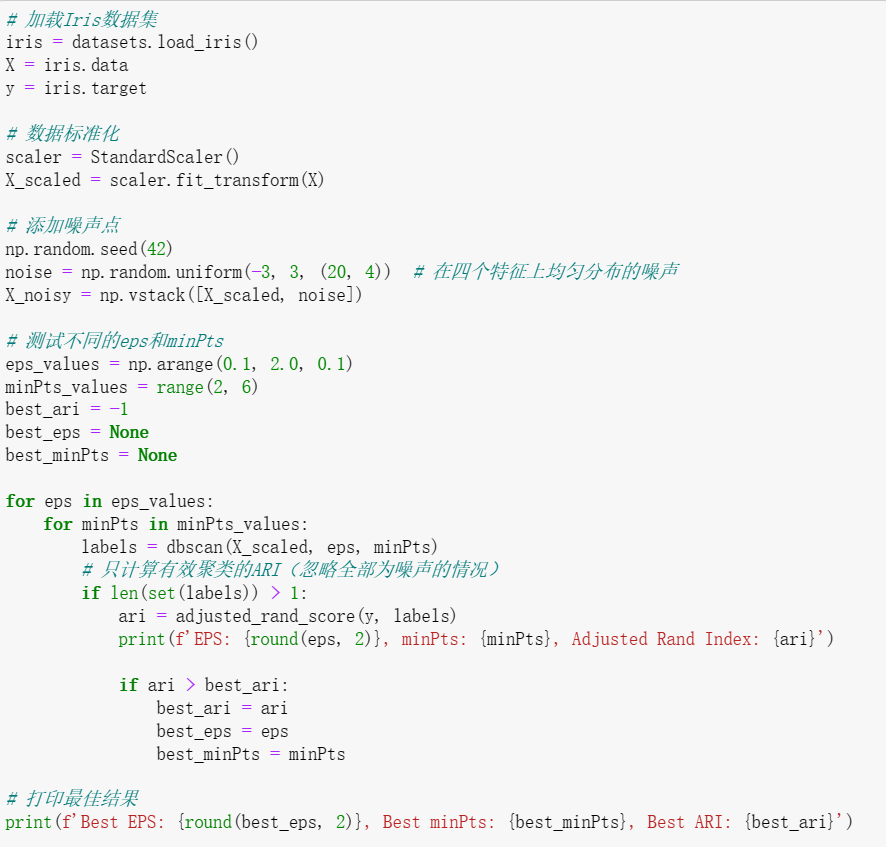 # 加载Iris数据集
iris = datasets.load_iris()
X = iris.data
y = iris.target

# 数据标准化
scaler = StandardScaler()
X_scaled = scaler.fit_transform(X)

# 添加噪声点
np.random.seed(42)
noise = np.random.uniform(-3, 3, (20, 4))  # 在四个特征上均匀分布的噪声
X_noisy = np.vstack([X_scaled, noise])

# 测试不同的eps和minPts
eps_values = np.arange(0.1, 2.0, 0.1)
minPts_values = range(2, 6)
best_ari = -1
best_eps = None
best_minPts = None

for eps in eps_values:
    for minPts in minPts_values:
        labels = dbscan(X_scaled, eps, minPts)
        # 只计算有效聚类的ARI（忽略全部为噪声的情况）
        if len(set(labels)) > 1:
            ari = adjusted_rand_score(y, labels)
            print(f'EPS: {round(eps, 2)}, minPts: {minPts}, Adjusted Rand Index: {ari}')

            if ari > best_ari:
                best_ari = ari
                best_eps = eps
                best_minPts = minPts

# 打印最佳结果
print(f'Best EPS: {round(best_eps, 2)}, Best minPts: {best_minPts}, Best ARI: {best_ari}')